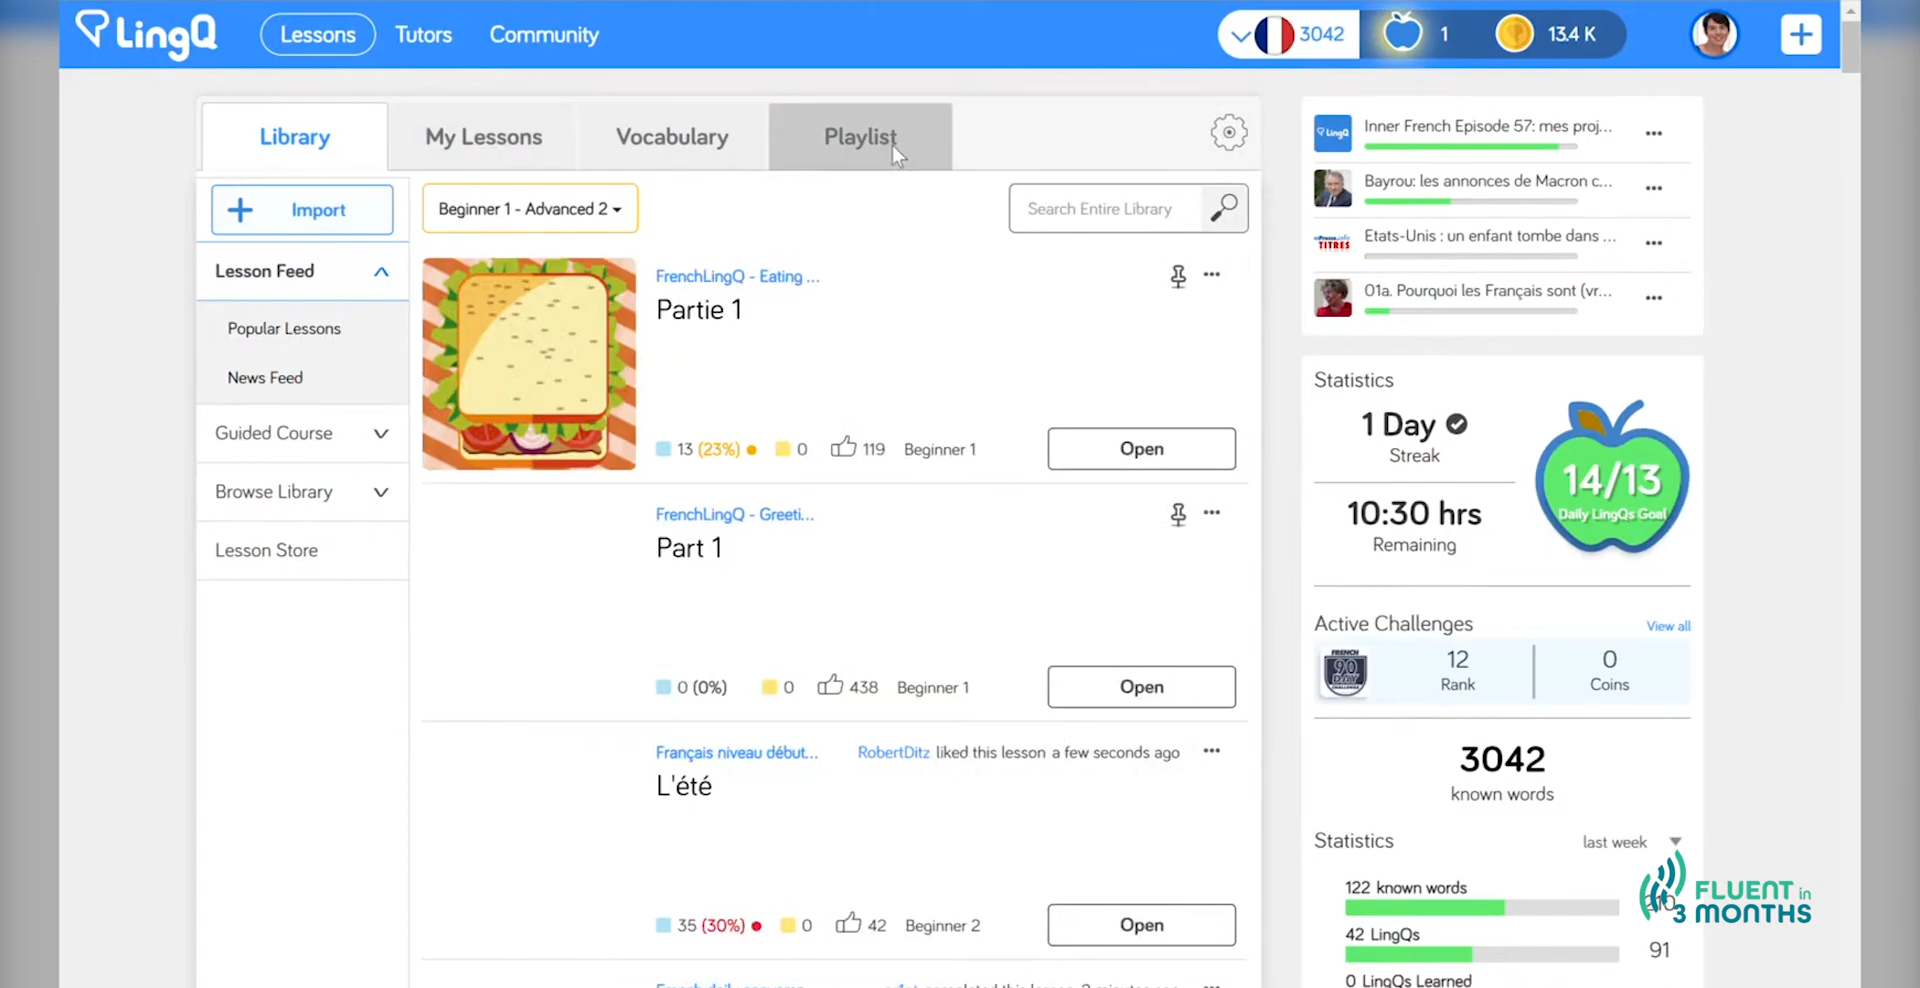 LingQ
Lessons
Tutors
Community
3042
1
13.4 K
Library
My Lessons
Vocabulary
Playlist
Import
Lesson Feed
Popular Lessons
News Feed
Guided Course
Browse Library
Lesson Store
Beginner 1 - Advanced 2
Search Entire Library
FrenchLingQ - Eating ...
Partie 1
13 (23%)
0
119
Beginner 1
Open
FrenchLingQ - Greeti...
Part 1
0 (0%)
0
438
Beginner 1
Open
Français niveau début...
RobertDitz liked this lesson a few seconds ago
L'été
35 (30%)
0
42
Beginner 2
Open
LingQ
Inner French Episode 57: mes proj...
Bayrou: les annonces de Macron c...
TITRES
Etats-Unis : un enfant tombe dans ...
01a. Pourquoi les Français sont (vr...
Statistics
1 Day
Streak
10:30 hrs
Remaining
14/13
Daily LingQs Goal
Active Challenges
View all
FRENCH
90
DAY
CHALLENGE
12
Rank
0
Coins
3042
known words
Statistics
last week
122 known words
42 LingQs
91
0 LingQs Learned
FLUENT in
3 MONTHS